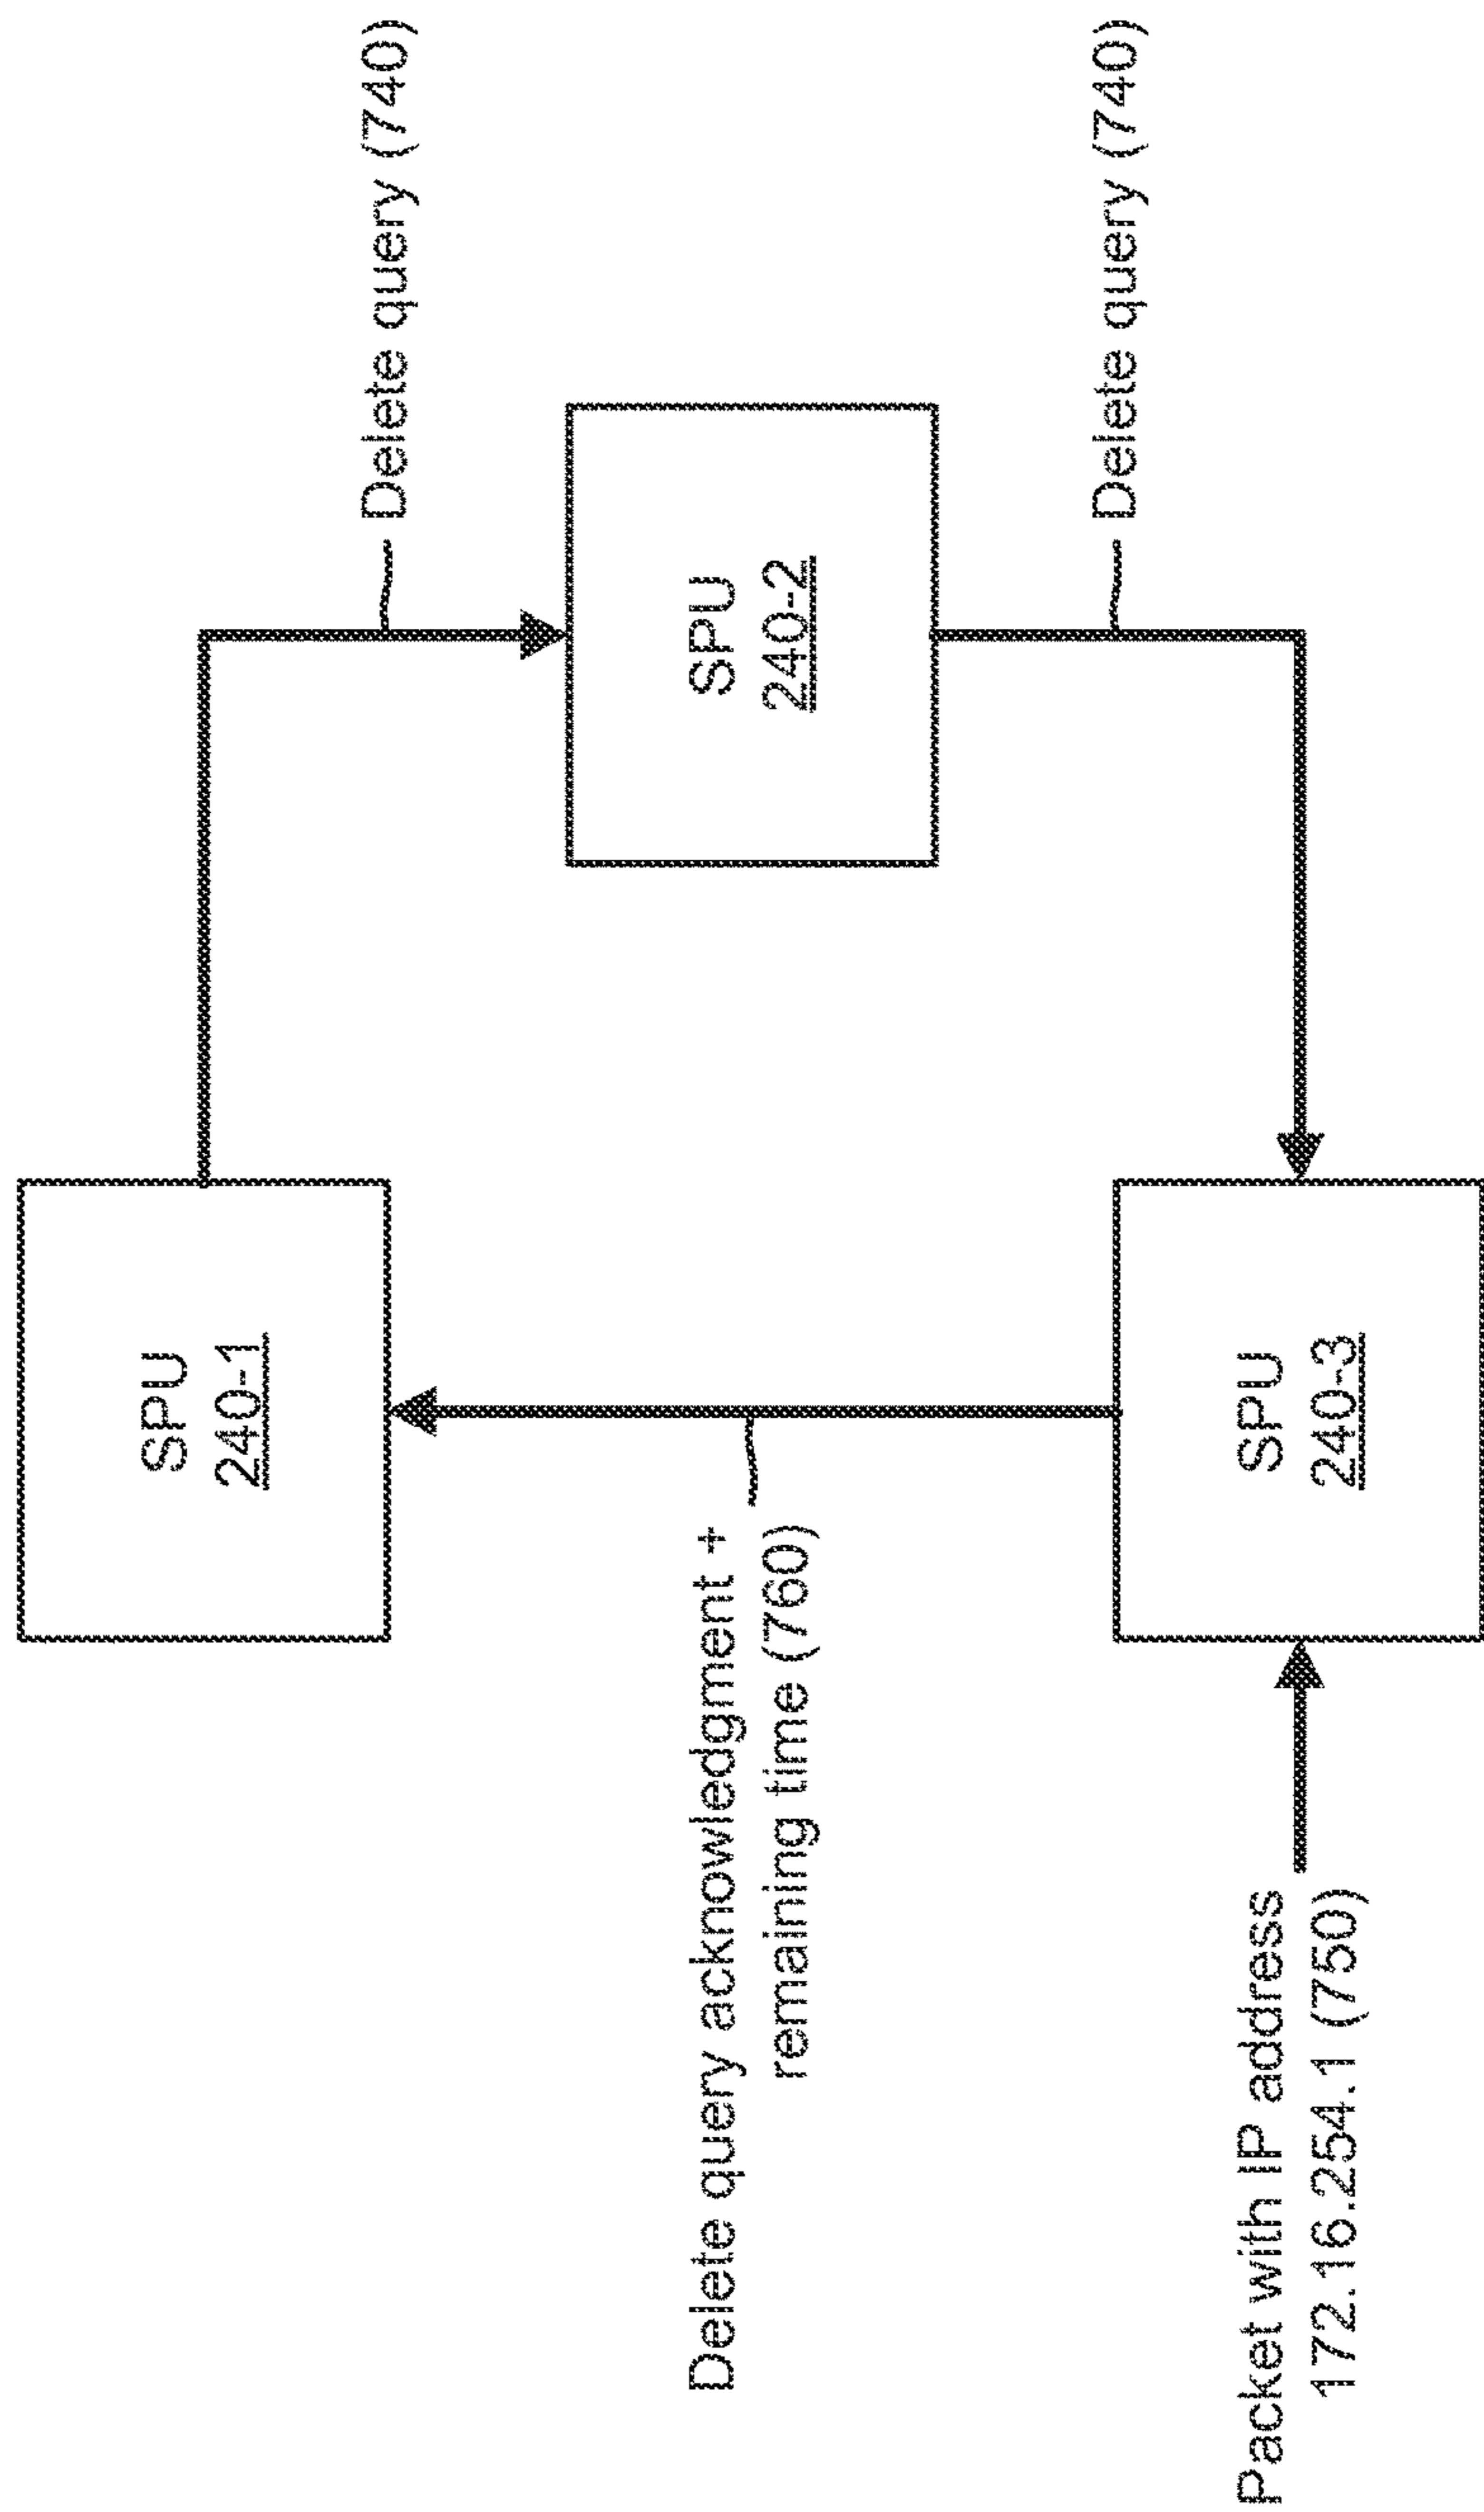 SPU
240-1
Delete query (740)
Delete query acknowledgment +
remaining time (760)
SPU
240-2
Packet with IP address
172.16.254.1 (750)
SPU
240-3
Delete query (740)